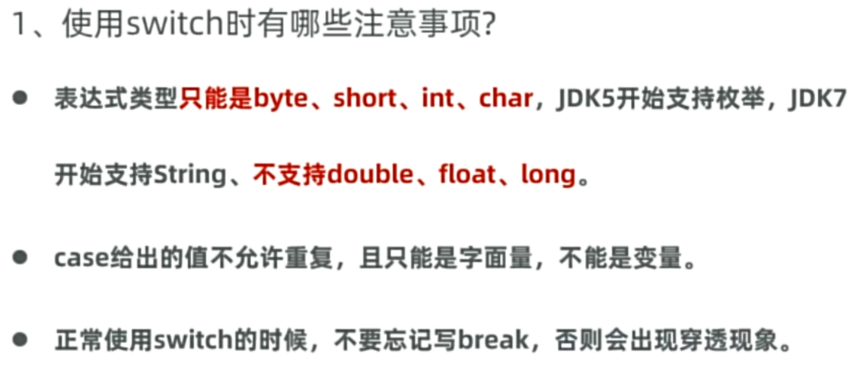 1、使用switch时有哪些注意事项?
● 表达式类型只能是byte、short、int、char，JDK5开始支持枚举，JDK7
开始支持String、不支持double、float、long。
● case给出的值不允许重复，且只能是字面量，不能是变量。
● 正常使用switch的时候，不要忘记写break，否则会出现穿透现象。